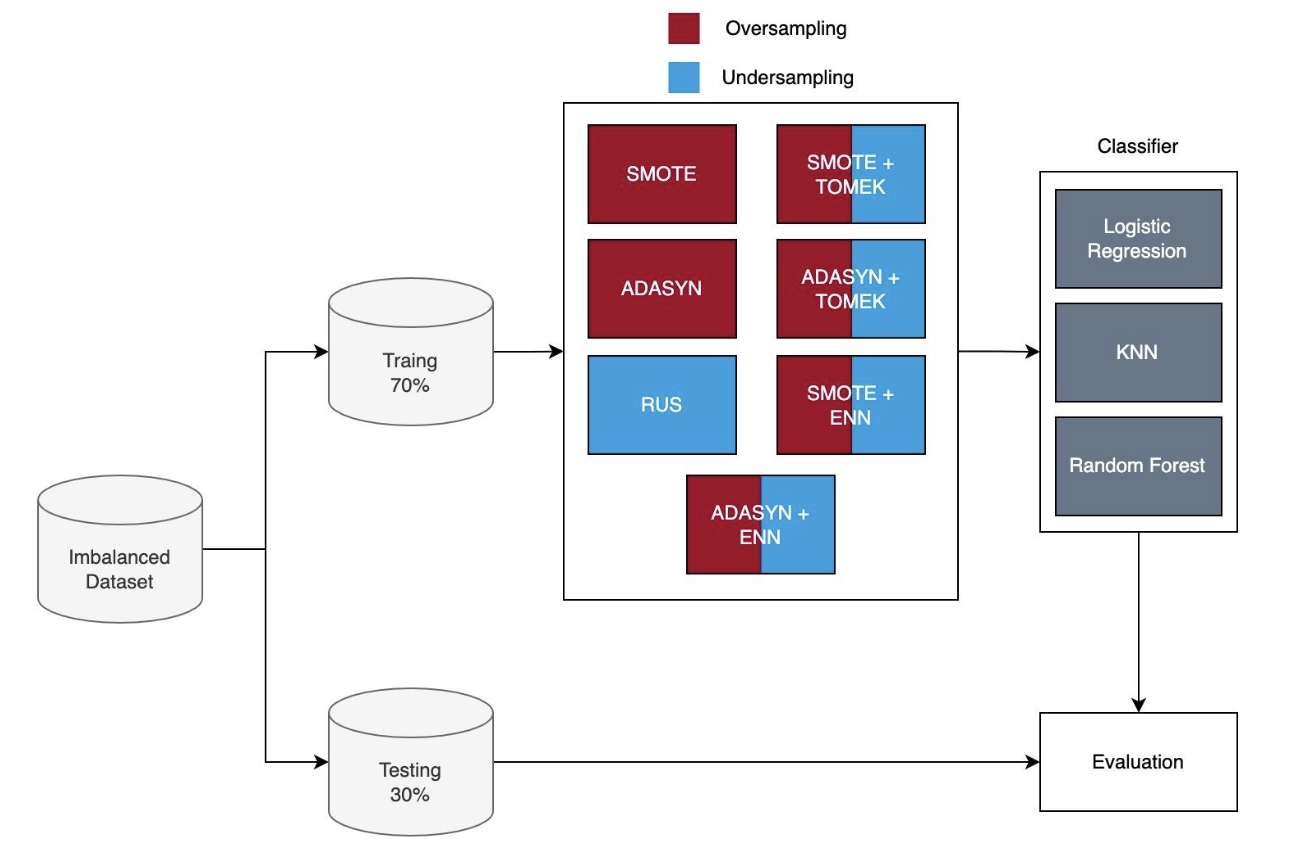 Oversampling
Undersampling
SMOTE
SMOTE +
TOMEK
ADASYN
ADASYN +
TOMEK
RUS
SMOTE +
ENN
ADASYN +
ENN
Classifier
Logistic
Regression
KNN
Random Forest
Traing
70%
Imbalanced
Dataset
Testing
30%
Evaluation